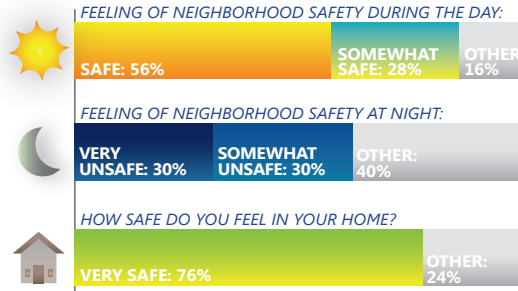 FEELING OF NEIGHBORHOOD SAFETY DURING THE DAY:
SAFE: 56%
SOMEWHAT
SAFE: 28%
OTHER
16%
FEELING OF NEIGHBORHOOD SAFETY AT NIGHT:
VERY
UNSAFE: 30%
SOMEWHAT
UNSAFE: 30%
OTHER:
40%
HOW SAFE DO YOU FEEL IN YOUR HOME?
VERY SAFE: 76%
OTHER:
24%